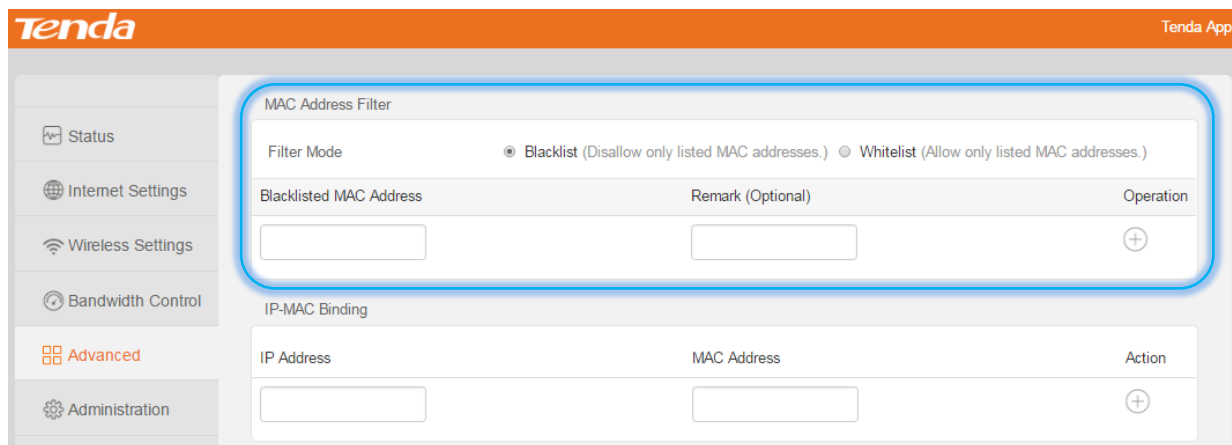 Tenda
Tenda App
MAC Address Filter
Status
Filter Mode Blacklist (Disallow only listed MAC addresses.) Whitelist (Allow only listed MAC addresses.)
Internet Settings
Blacklisted MAC Address Remark (Optional) Operation
Wireless Settings
Bandwidth Control
IP-MAC Binding
Advanced
IP Address MAC Address Action
Administration